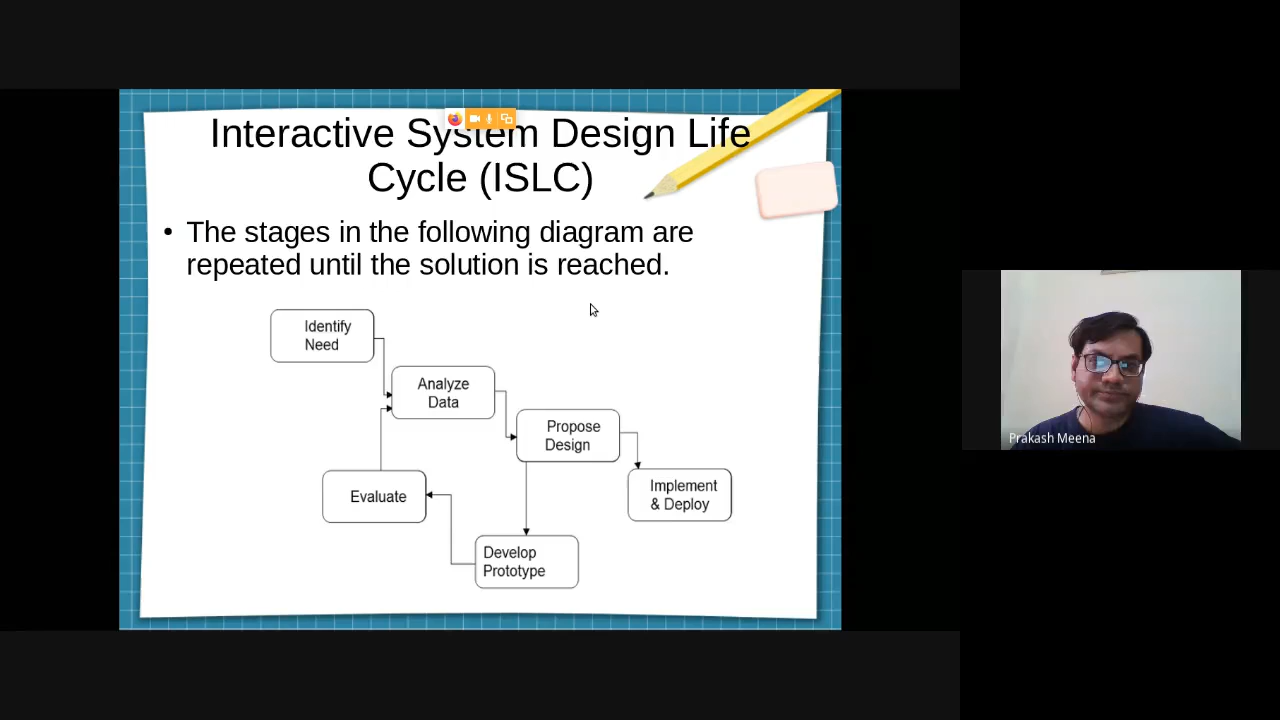 Interactive System Design Life
Cycle (ISLC)
• The stages in the following diagram are
repeated until the solution is reached.
Identify
Need
Analyze
Data
Propose
Design
Implement
& Deploy
Evaluate
Develop
Prototype
Prakash Meena